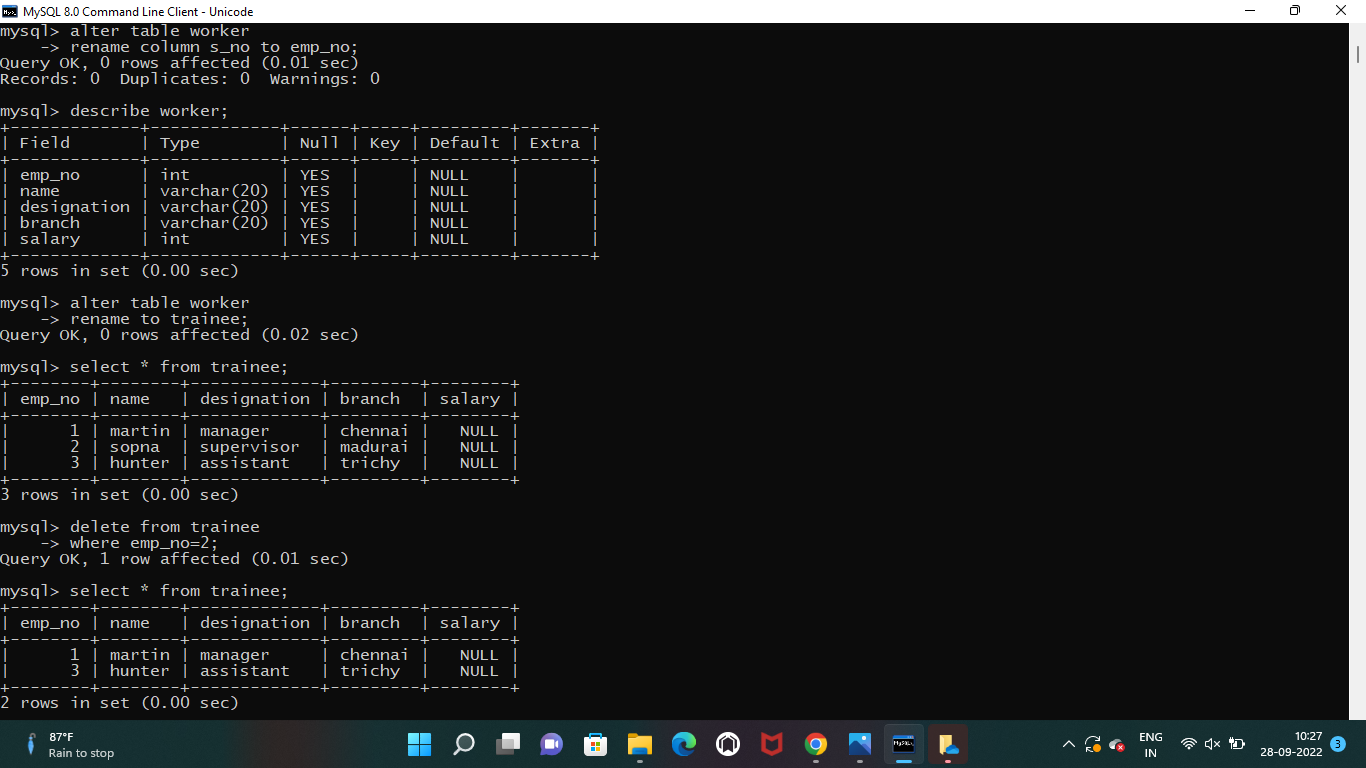 MySQL 8.0 Command Line Client - Unicode
mysql> alter table worker
    -> rename column s_no to emp_no;
Query OK, 0 rows affected (0.01 sec)
Records: 0  Duplicates: 0  Warnings: 0
mysql> describe worker;
+-------------+-------------+------+-----+---------+-------+
| Field       | Type        | Null | Key | Default | Extra |
+-------------+-------------+------+-----+---------+-------+
| emp_no      | int         | YES  |     | NULL    |       |
| name        | varchar(20) | YES  |     | NULL    |       |
| designation | varchar(20) | YES  |     | NULL    |       |
| branch      | varchar(20) | YES  |     | NULL    |       |
| salary      | int         | YES  |     | NULL    |       |
+-------------+-------------+------+-----+---------+-------+
5 rows in set (0.00 sec)
mysql> alter table worker
    -> rename to trainee;
Query OK, 0 rows affected (0.02 sec)
mysql> select * from trainee;
+--------+--------+-------------+---------+--------+
| emp_no | name   | designation | branch  | salary |
+--------+--------+-------------+---------+--------+
|      1 | martin | manager     | chennai |   NULL |
|      2 | sopna  | supervisor  | madurai |   NULL |
|      3 | hunter | assistant   | trichy  |   NULL |
+--------+--------+-------------+---------+--------+
3 rows in set (0.00 sec)
mysql> delete from trainee
    -> where emp_no=2;
Query OK, 1 row affected (0.01 sec)
mysql> select * from trainee;
+--------+--------+-------------+---------+--------+
| emp_no | name   | designation | branch  | salary |
+--------+--------+-------------+---------+--------+
|      1 | martin | manager     | chennai |   NULL |
|      3 | hunter | assistant   | trichy  |   NULL |
+--------+--------+-------------+---------+--------+
2 rows in set (0.00 sec)
87°F
Rain to stop
MySQL
ENG
IN
10:27
28-09-2022
3